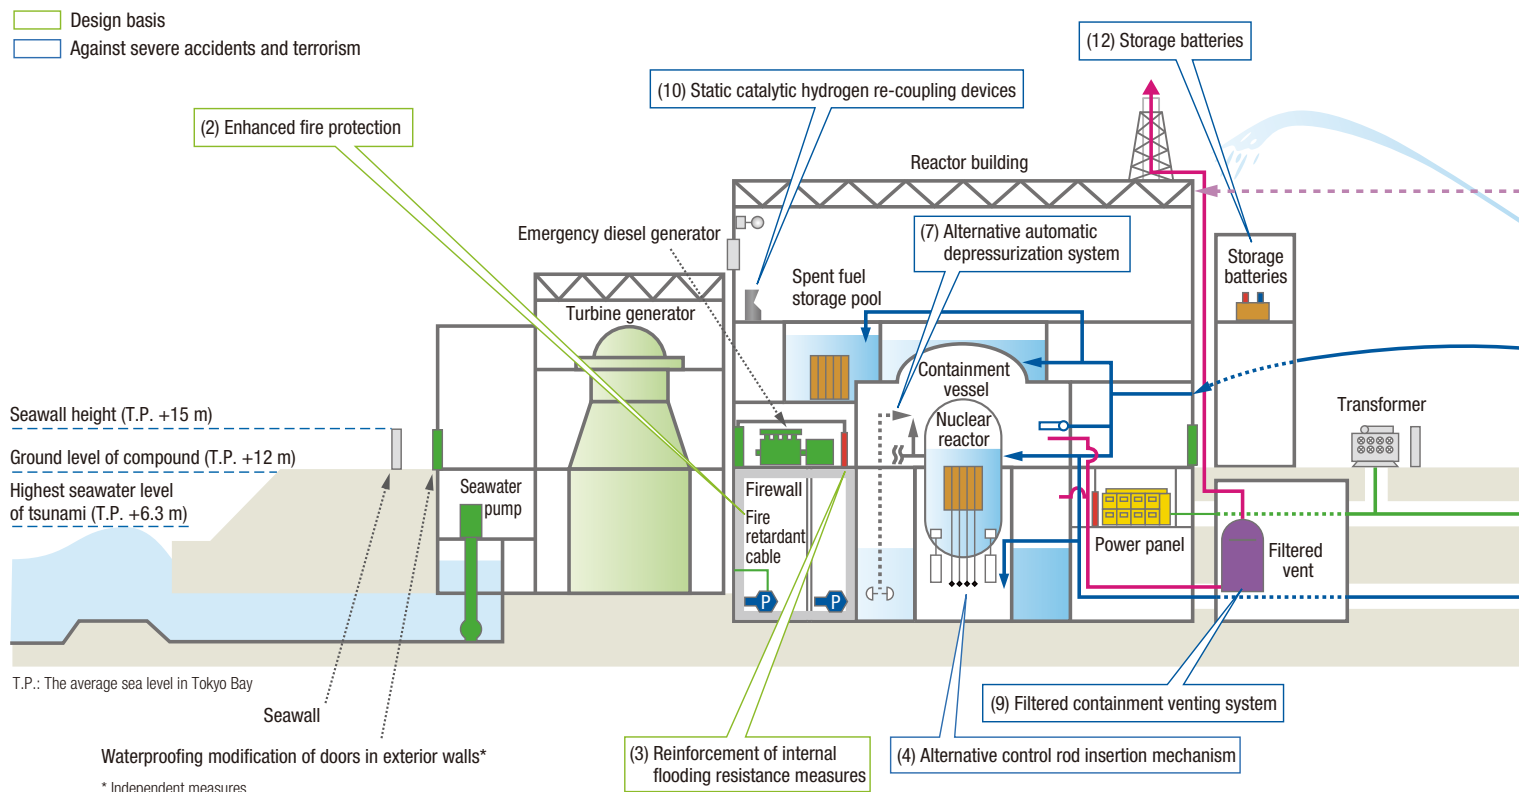 Design basis
Against severe accidents and terrorism
(12) Storage batteries
(10) Static catalytic hydrogen re-coupling devices
(2) Enhanced fire protection
Reactor building
(7) Alternative automatic
depressurization system
Emergency diesel generator
Spent fuel
storage pool
Storage
batteries
Turbine generator
Containment
vessel
Nuclear
reactor
Transformer
Seawall height (T.P. +15 m)
Ground level of compound (T.P. +12 m)
Highest seawater level
of tsunami (T.P. +6.3 m)
Seawater
pump
Firewall
Fire
retardant
cable
P
P
Power panel
Filtered
vent
T.P.: The average sea level in Tokyo Bay
Seawall
(9) Filtered containment venting system
Waterproofing modification of doors in exterior walls*
(3) Reinforcement of internal
flooding resistance measures
(4) Alternative control rod insertion mechanism
* Independent measures